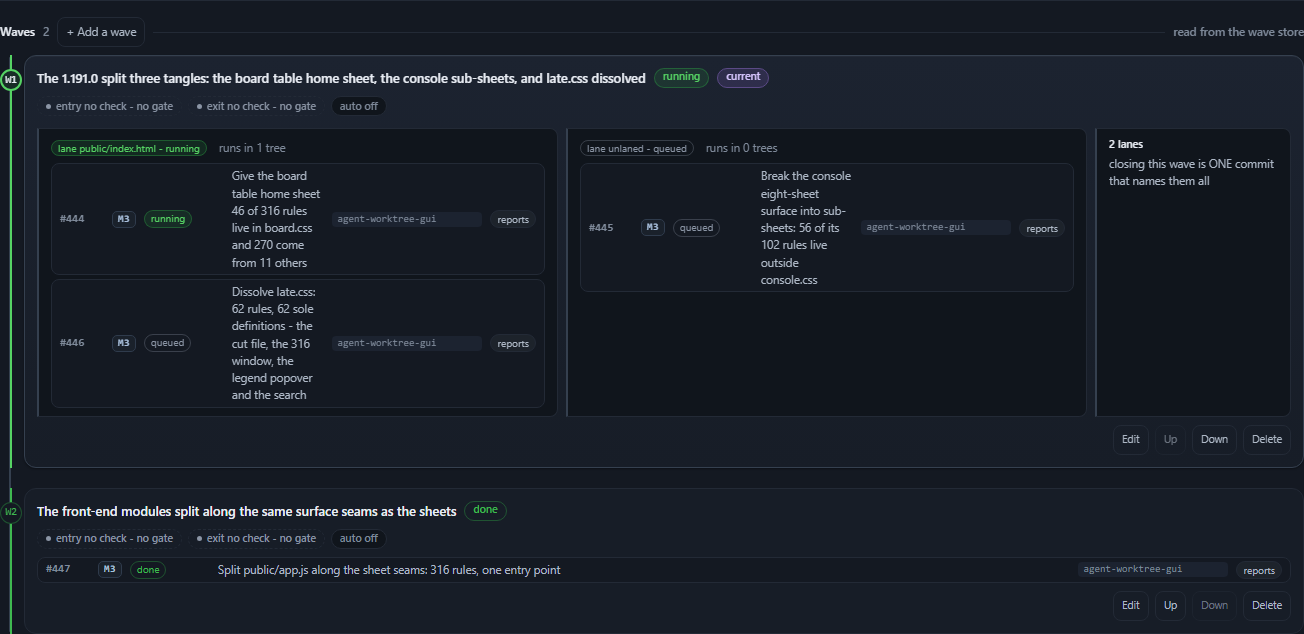 Waves 2 + Add a wave read from the wave store
W1 The 1.191.0 split three tangles: the board table home sheet, the console sub-sheets, and late.css dissolved running current
• entry no check - no gate • exit no check - no gate auto off
lane public/index.html - running runs in 1 tree
#444 M3 running
Give the board
table home sheet
46 of 316 rules
live in board.css
and 270 come
from 11 others
agent-worktree-gui reports
#446 M3 queued
Dissolve late.css:
62 rules, 62 sole
definitions - the
cut file, the 316
window, the
legend popover
and the search
agent-worktree-gui reports
lane unlaned - queued runs in 0 trees
#445 M3 queued
Break the console
eight-sheet
surface into sub-
sheets: 56 of its
102 rules live
outside
console.css
agent-worktree-gui reports
2 lanes
closing this wave is ONE commit
that names them all
Edit Up Down Delete
W2 The front-end modules split along the same surface seams as the sheets done
• entry no check - no gate • exit no check - no gate auto off
#447 M3 done Split public/app.js along the sheet seams: 316 rules, one entry point agent-worktree-gui reports
Edit Up Down Delete